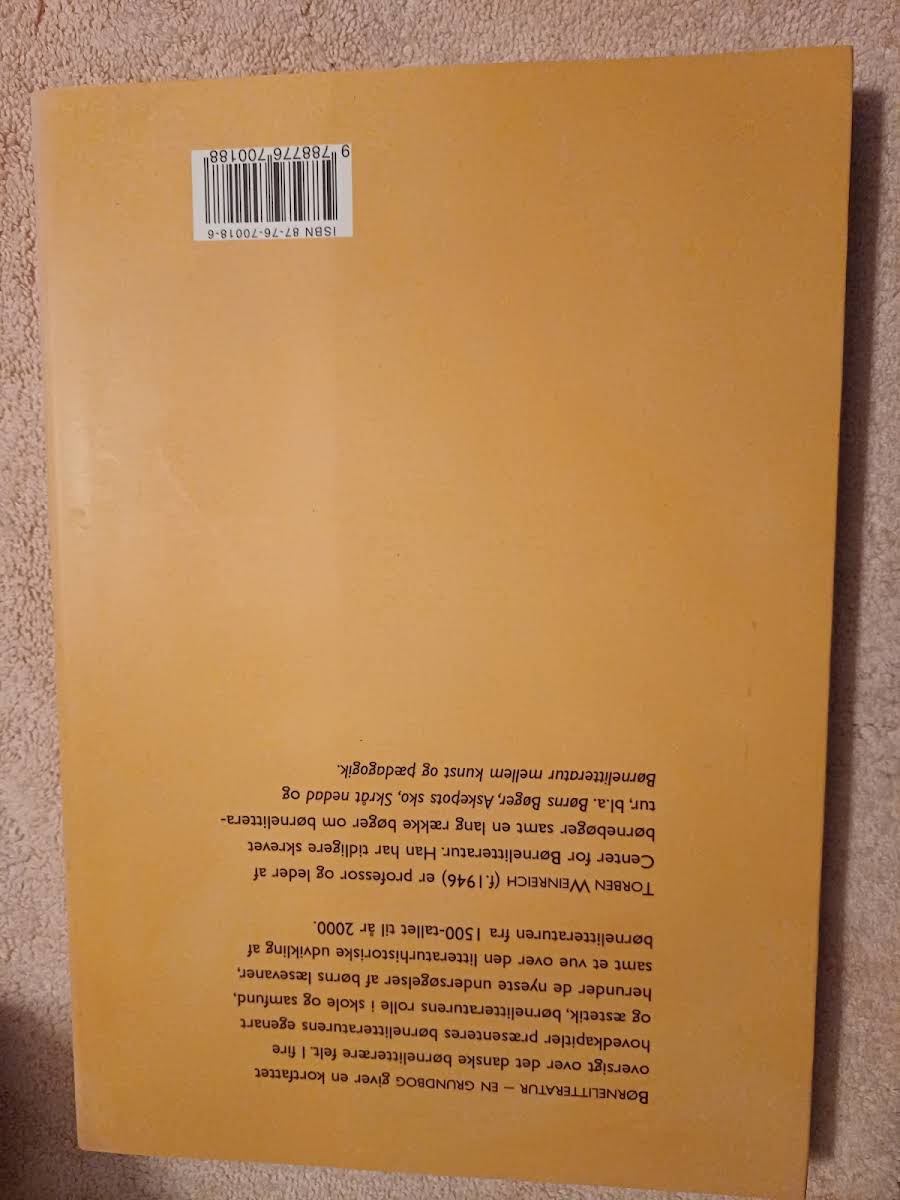 BØRNELITTERATUR – EN GRUNDBOG giver en kortfattet
oversigt over det danske børnelitterære felt. I fire
hovedkapitler præsenteres børnelitteraturens egenart
og æstetik, børnelitteraturens rolle i skole og samfund,
herunder de nyeste undersøgelser af børns læsevaner,
samt et vue over den litteraturhistoriske udvikling af
børnelitteraturen fra 1500-tallet til år 2000.
TORBEN WEINREICH (f.1946) er professor og leder af
Center for Børnelitteratur. Han har tidligere skrevet
børnebøger samt en lang række bøger om børnelittera-
tur, bl.a. Børns Bøger, Askepots sko, Skråt nedad og
Børnelitteratur mellem kunst og pædagogik.
ISBN 87-76-70018-6
9 788776 700188